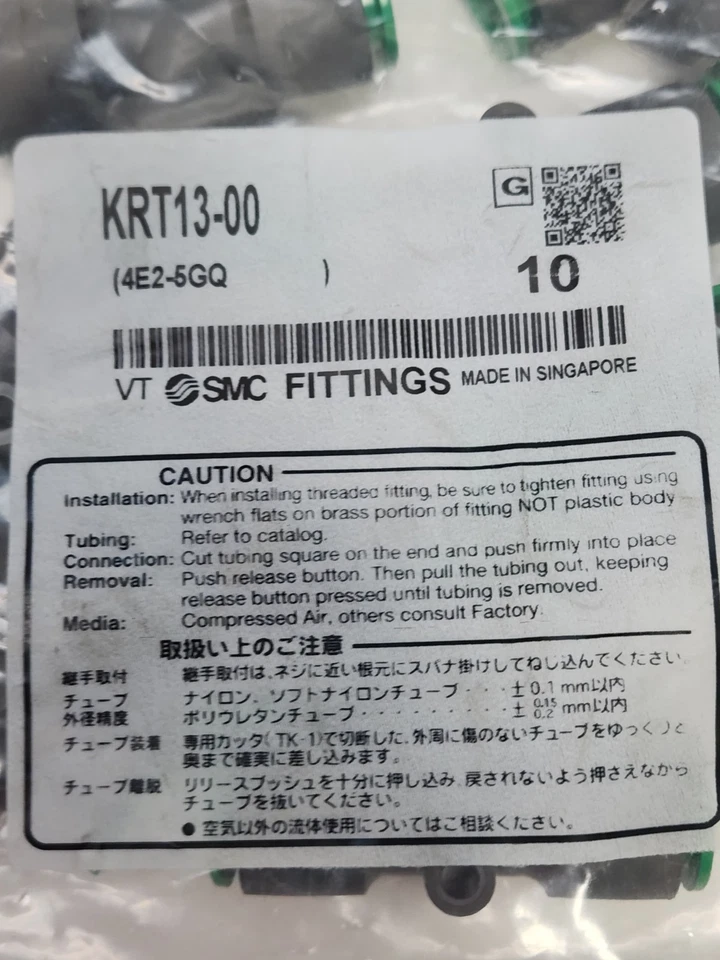 KRT13-00
G
(4E2-5GQ )
10
VT SMC FITTINGS MADE IN SINGAPORE
CAUTION
Installation: When installing threaded fitting, be sure to tighten fitting using
wrench flats on brass portion of fitting NOT plastic body
Tubing: Refer to catalog.
Connection: Cut tubing square on the end and push firmly into place
Removal: Push release button. Then pull the tubing out, keeping
release button pressed until tubing is removed.
Media: Compressed Air, others consult Factory.
取扱い上のご注意
継手取付 継手取付は、ネジに近い根元にスパナ掛けしてねじ込んでください
チューブ ナイロン、ソフトナイロンチューブ・・・± 0.1 mm以内
外径精度 ポリウレタンチューブ・・・・・・・・・± 0.15 0.2 mm以内
チューブ装着 専用カッタ(TK-1)で切断した、外周に傷のないチューブをゆっくりと
奥まで確実に差し込みます。
チューブ離脱 リリースプッシュを十分に押し込み 戻されないよう押さえながら
チューブを抜いてください。
● 空気以外の流体使用についてはご相談ください。